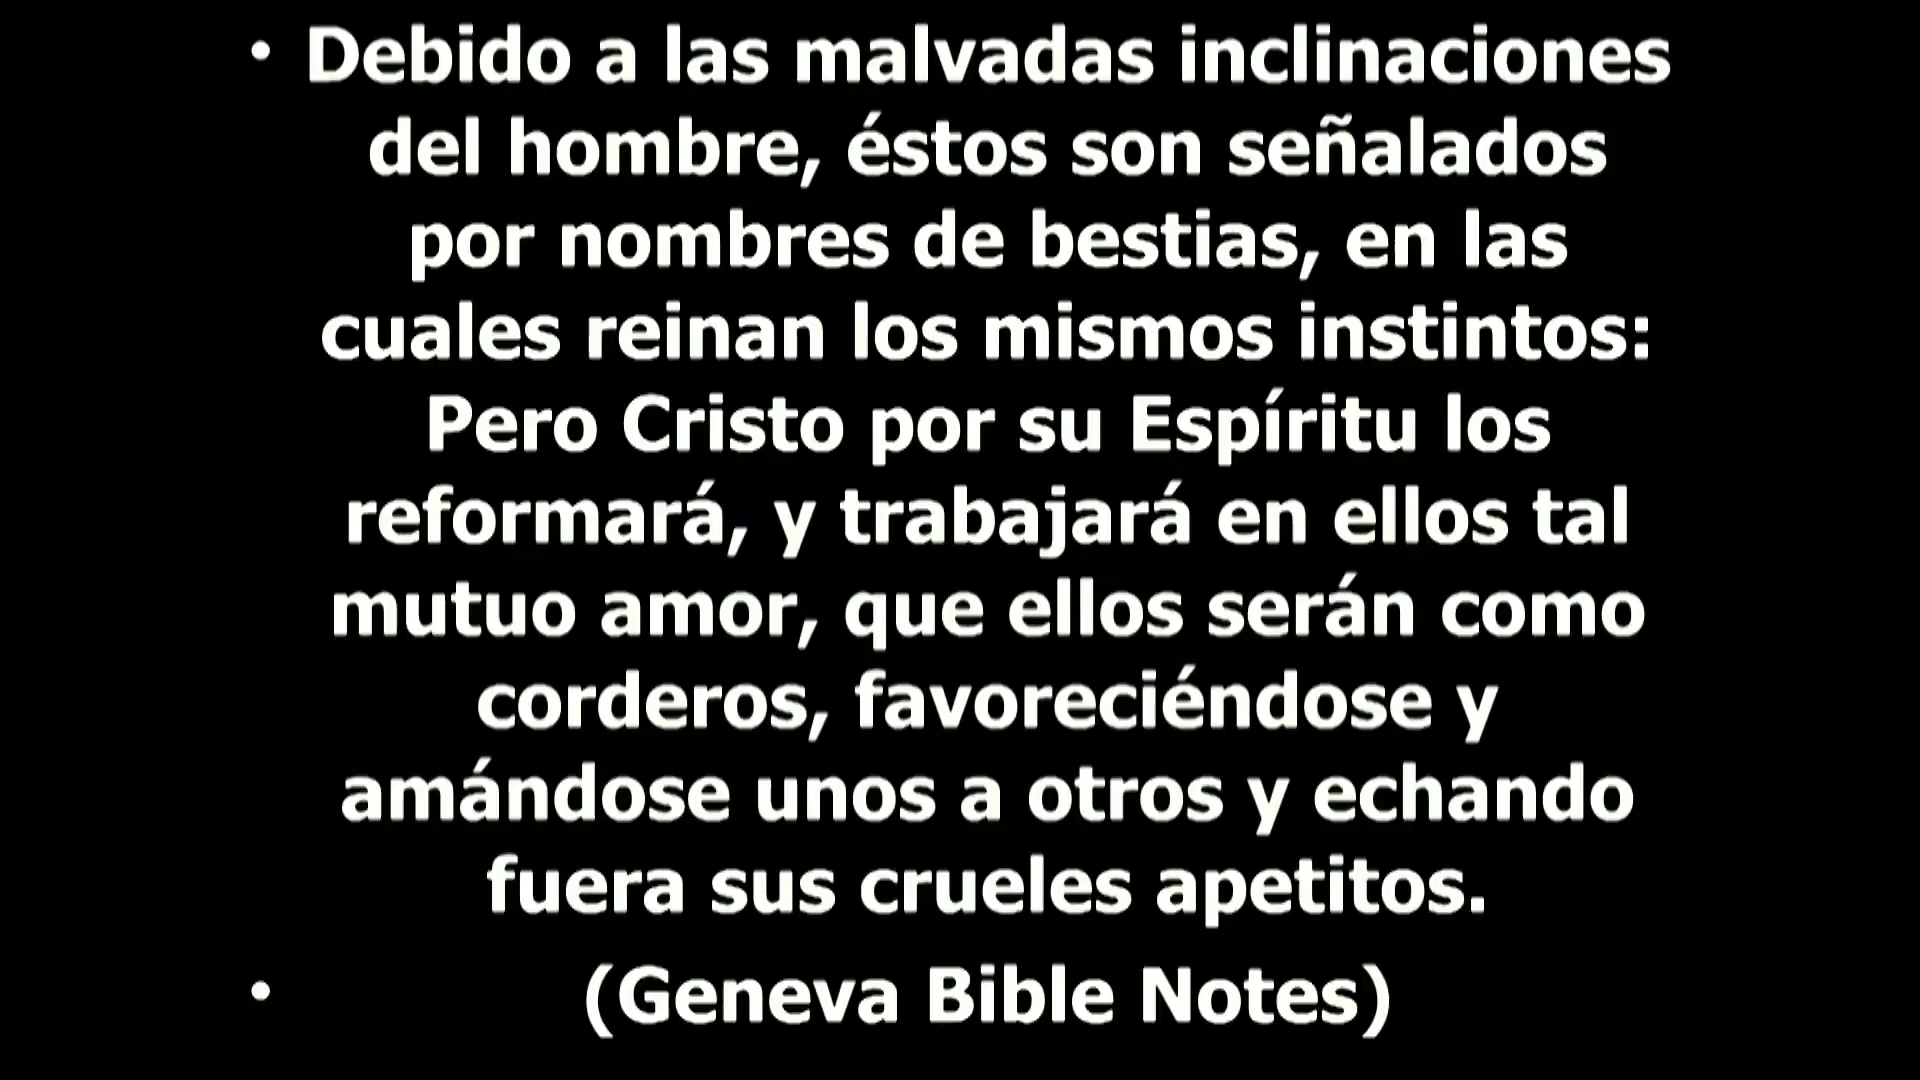 • Debido a las malvadas inclinaciones
del hombre, éstos son señalados
por nombres de bestias, en las
cuales reinan los mismos instintos:
Pero Cristo por su Espíritu los
reformará, y trabajará en ellos tal
mutuo amor, que ellos serán como
corderos, favoreciéndose y
amándose unos a otros y echando
fuera sus crueles apetitos.
• (Geneva Bible Notes)